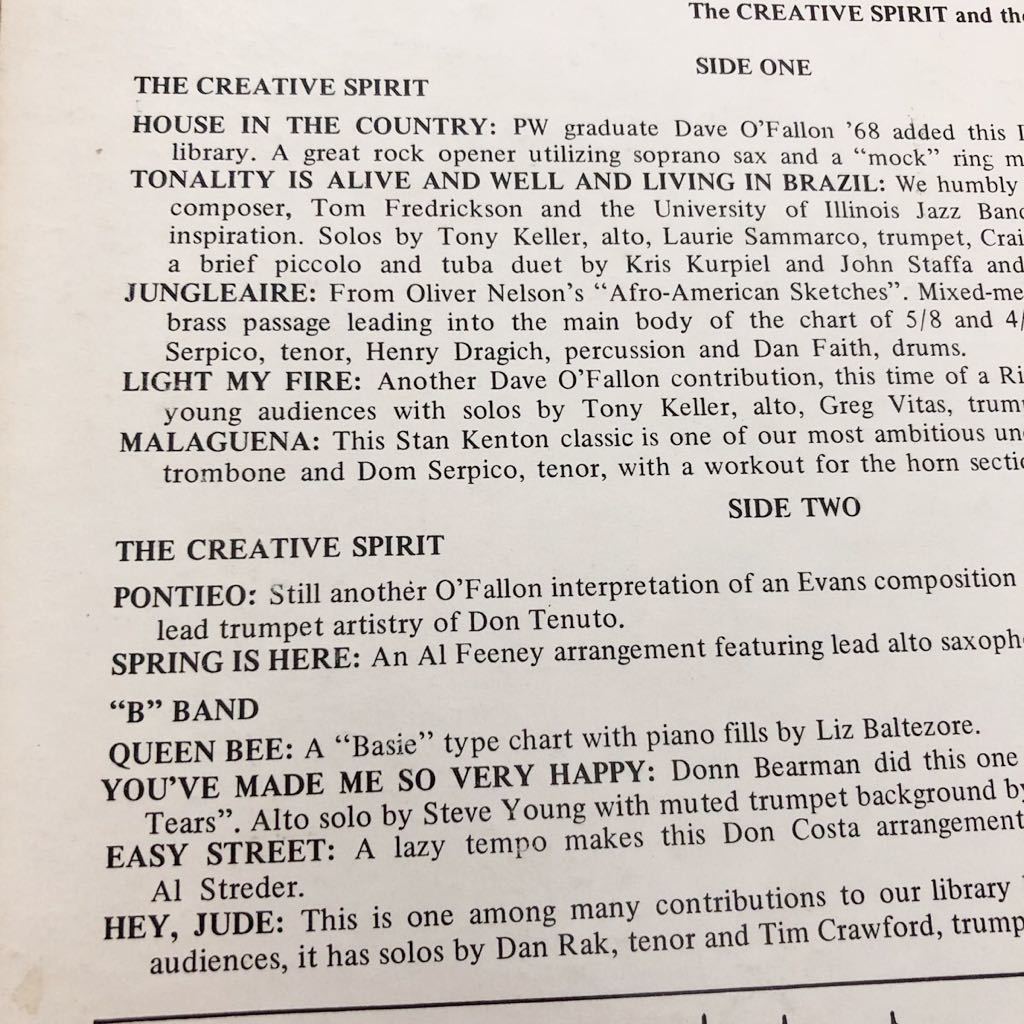 The CREATIVE SPIRIT and the
SIDE ONE
THE CREATIVE SPIRIT
HOUSE IN THE COUNTRY: PW graduate Dave O'Fallon '68 added this
library. A great rock opener utilizing soprano sax and a “mock” ring
TONALITY IS ALIVE AND WELL AND LIVING IN BRAZIL: We humbly
composer, Tom Fredrickson and the University of Illinois Jazz Band
inspiration. Solos by Tony Keller, alto, Laurie Sammarco, trumpet,
a brief piccolo and tuba duet by Kris Kurpiel and John Staffa and
JUNGLEAIRE: From Oliver Nelson's “Afro-American Sketches”. Mixed-me
brass passage leading into the main body of the chart of 5/8 and 4/
Serpico, tenor, Henry Dragich, percussion and Dan Faith, drums.
LIGHT MY FIRE: Another Dave O'Fallon contribution, this time of a
young audiences with solos by Tony Keller, alto, Greg Vitas,
MALAGUENA: This Stan Kenton classic is one of our most ambitious
trombone and Dom Serpico, tenor, with a workout for the horn
SIDE TWO
THE CREATIVE SPIRIT
PONTIEO: Still another O'Fallon interpretation of an Evans composition
lead trumpet artistry of Don Tenuto.
SPRING IS HERE: An Al Feeney arrangement featuring lead alto
“B” BAND
QUEEN BEE: A “Basie” type chart with piano fills by Liz Baltezore.
YOU'VE MADE ME SO VERY HAPPY: Donn Bearman did this one
Tears”. Alto solo by Steve Young with muted trumpet background by
EASY STREET: A lazy tempo makes this Don Costa arrangement
Al Streder.
HEY, JUDE: This is one among many contributions to our library
audiences, it has solos by Dan Rak, tenor and Tim Crawford,